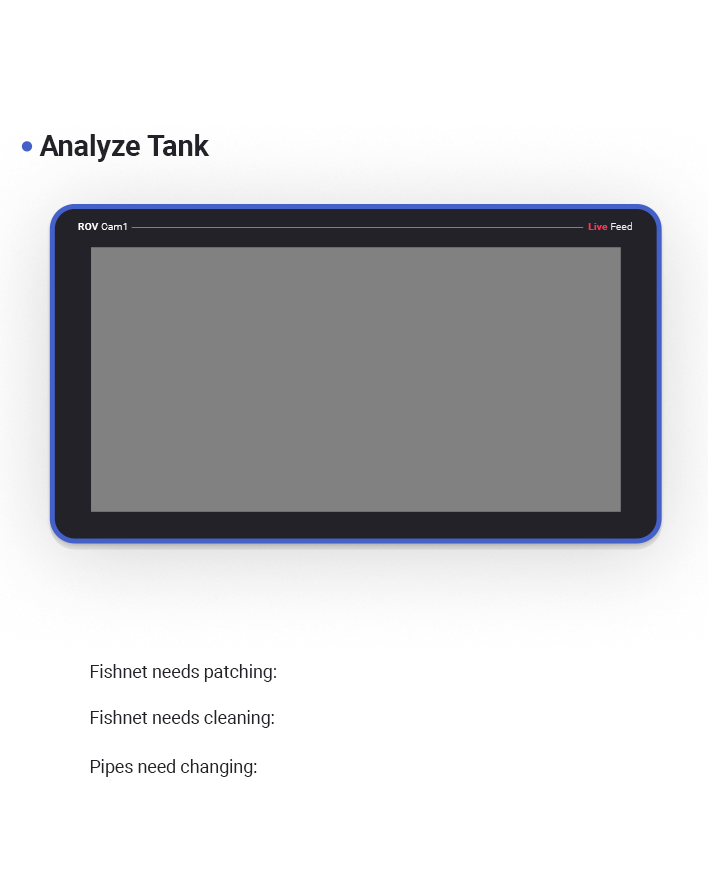 Analyze Tank
ROV Cam1 Live Feed
Fishnet needs patching:
Fishnet needs cleaning:
Pipes need changing: